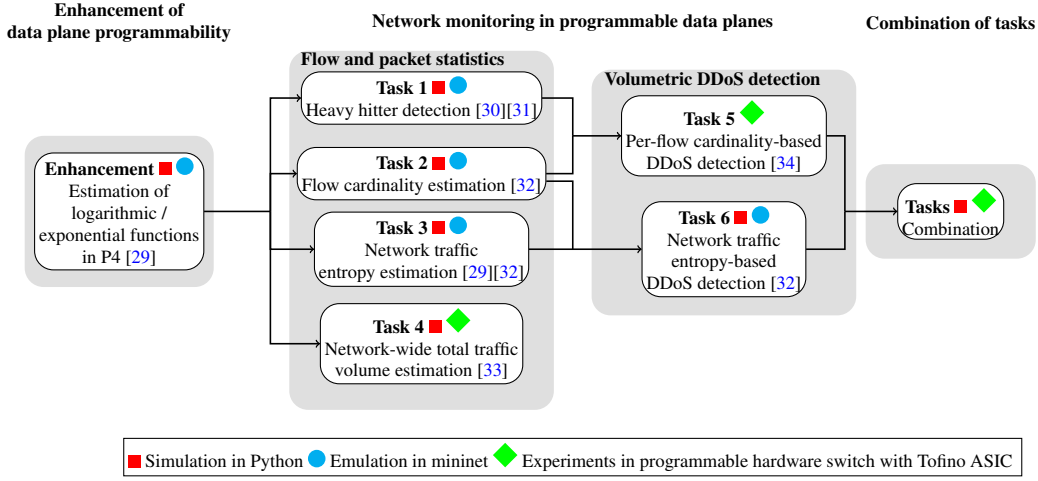 Enhancement of
data plane programmability
Network monitoring in programmable data planes
Combination of tasks
Enhancement
Estimation of
logarithmic /
exponential functions
in P4 [29]
Flow and packet statistics
Task 1
Heavy hitter detection [30][31]
Task 2
Flow cardinality estimation [32]
Task 3
Network traffic
entropy estimation [29][32]
Task 4
Network-wide total traffic
volume estimation [33]
Volumetric DDoS detection
Task 5
Per-flow cardinality-based
DDoS detection [34]
Task 6
Network traffic
entropy-based
DDoS detection [32]
Tasks
Combination
Simulation in Python Emulation in mininet Experiments in programmable hardware switch with Tofino ASIC